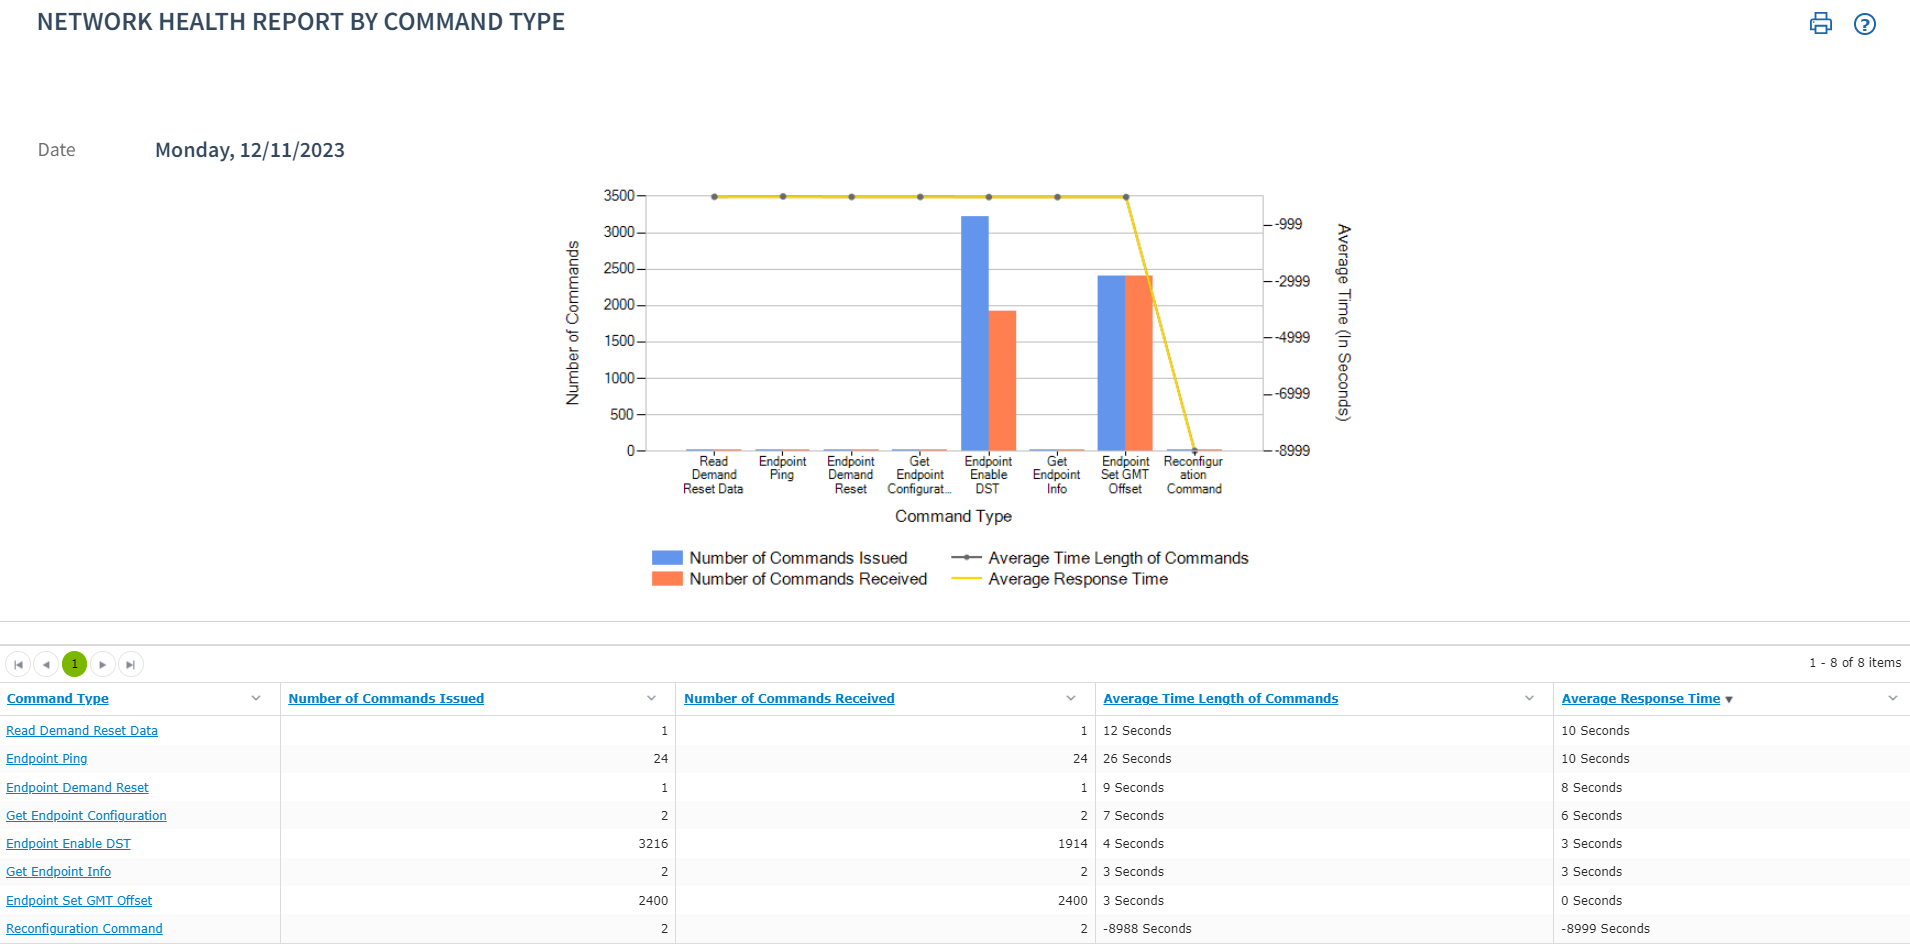 NETWORK HEALTH REPORT BY COMMAND TYPE
Date Monday, 12/11/2023
3500
3000
2500
2000
1500
1000
500
0
Number of Commands
-999
-2999
-4999
-6999
-8999
Average Time (In Seconds)
Read Demand Reset Data
Endpoint Ping
Endpoint Demand Reset
Get Endpoint Configurat...
Endpoint Enable DST
Get Endpoint Info
Endpoint Set GMT Offset
Reconfigur ation Command
Command Type
Number of Commands Issued
Average Time Length of Commands
Number of Commands Received
Average Response Time
1
1 - 8 of 8 items
Command Type Number of Commands Issued Number of Commands Received Average Time Length of Commands Average Response Time
Read Demand Reset Data 1 1 12 Seconds 10 Seconds
Endpoint Ping 24 24 26 Seconds 10 Seconds
Endpoint Demand Reset 1 1 9 Seconds 8 Seconds
Get Endpoint Configuration 2 2 7 Seconds 6 Seconds
Endpoint Enable DST 3216 1914 4 Seconds 3 Seconds
Get Endpoint Info 2 2 3 Seconds 3 Seconds
Endpoint Set GMT Offset 2400 2400 3 Seconds 0 Seconds
Reconfiguration Command 2 2 -8988 Seconds -8999 Seconds